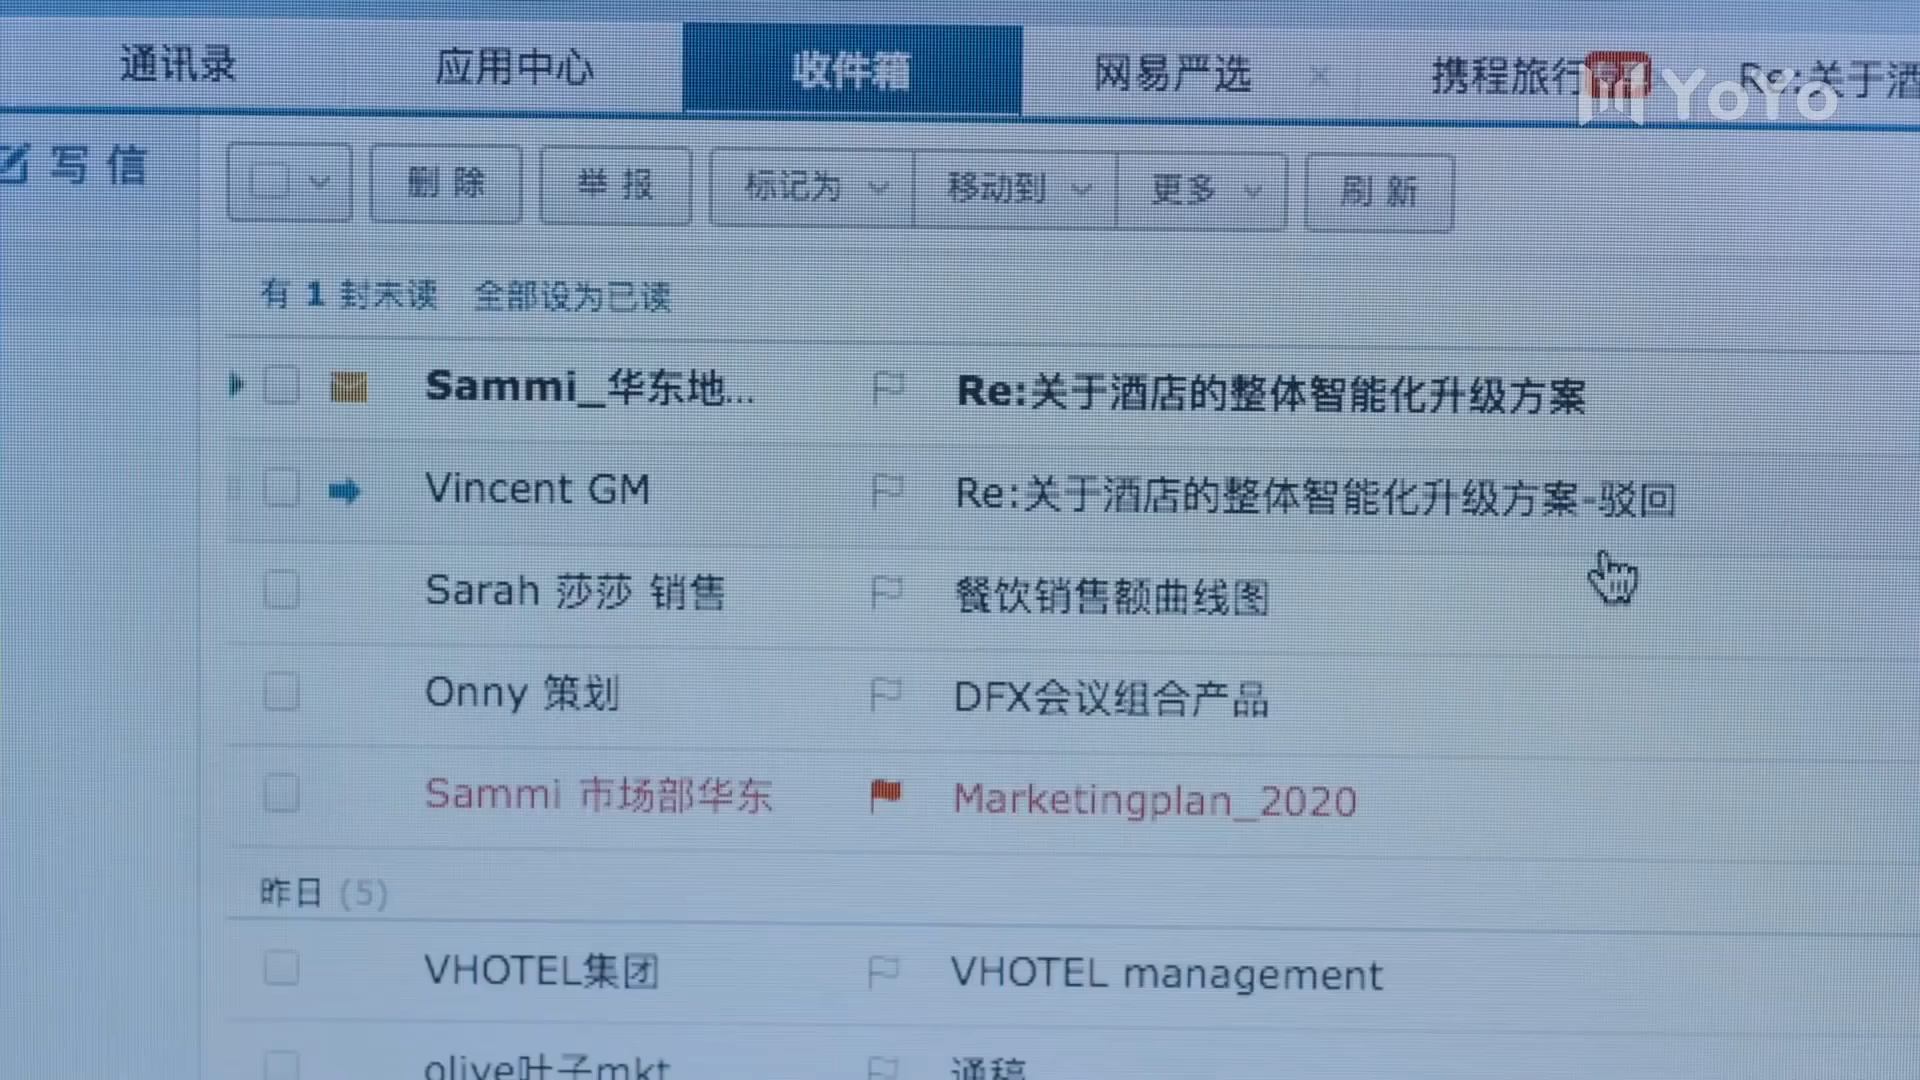 通讯录 应用中心 收件箱 网易严选 携程旅行 Re:关于酒
YoYo
写信 删除 举报 标记为 移动到 更多 刷新
有 1 封未读 全部设为已读
Sammi_华东地... Re:关于酒店的整体智能化升级方案
Vincent GM Re:关于酒店的整体智能化升级方案-驳回
Sarah 莎莎 销售 餐饮销售额曲线图
Onny 策划 DFX会议组合产品
Sammi 市场部华东 Marketingplan_2020
昨日 (5)
VHOTEL集团 VHOTEL management
olive叶子mkt 通稿